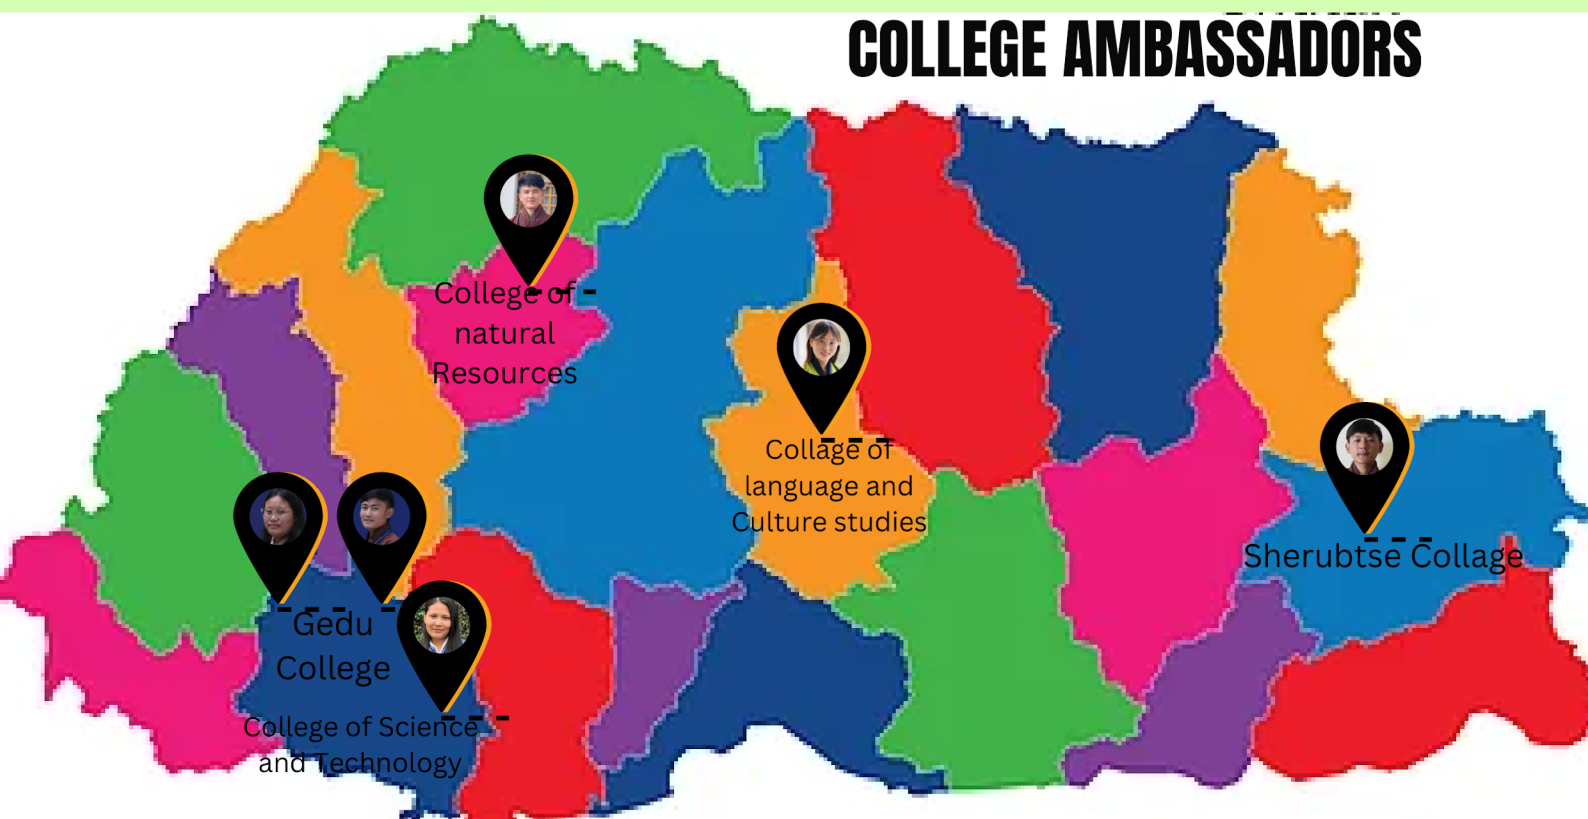 COLLEGE AMBASSADORS
College of
natural
Resources
Collage of
language and
Culture studies
Sherubtse Collage
Gedu
College
College of Science
and Technology